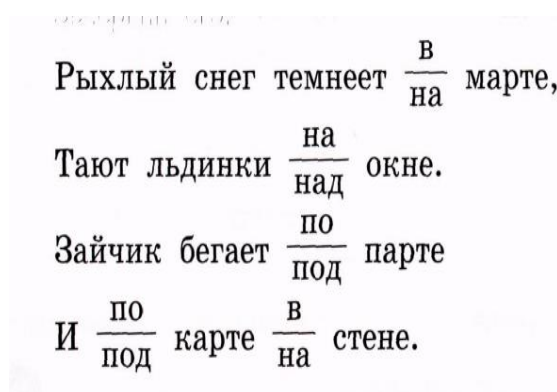 Рыхлый снег темнеет в/на марте,
Тают льдинки на/над окне.
Зайчик бегает по/под парте
И по/под карте в/на стене.